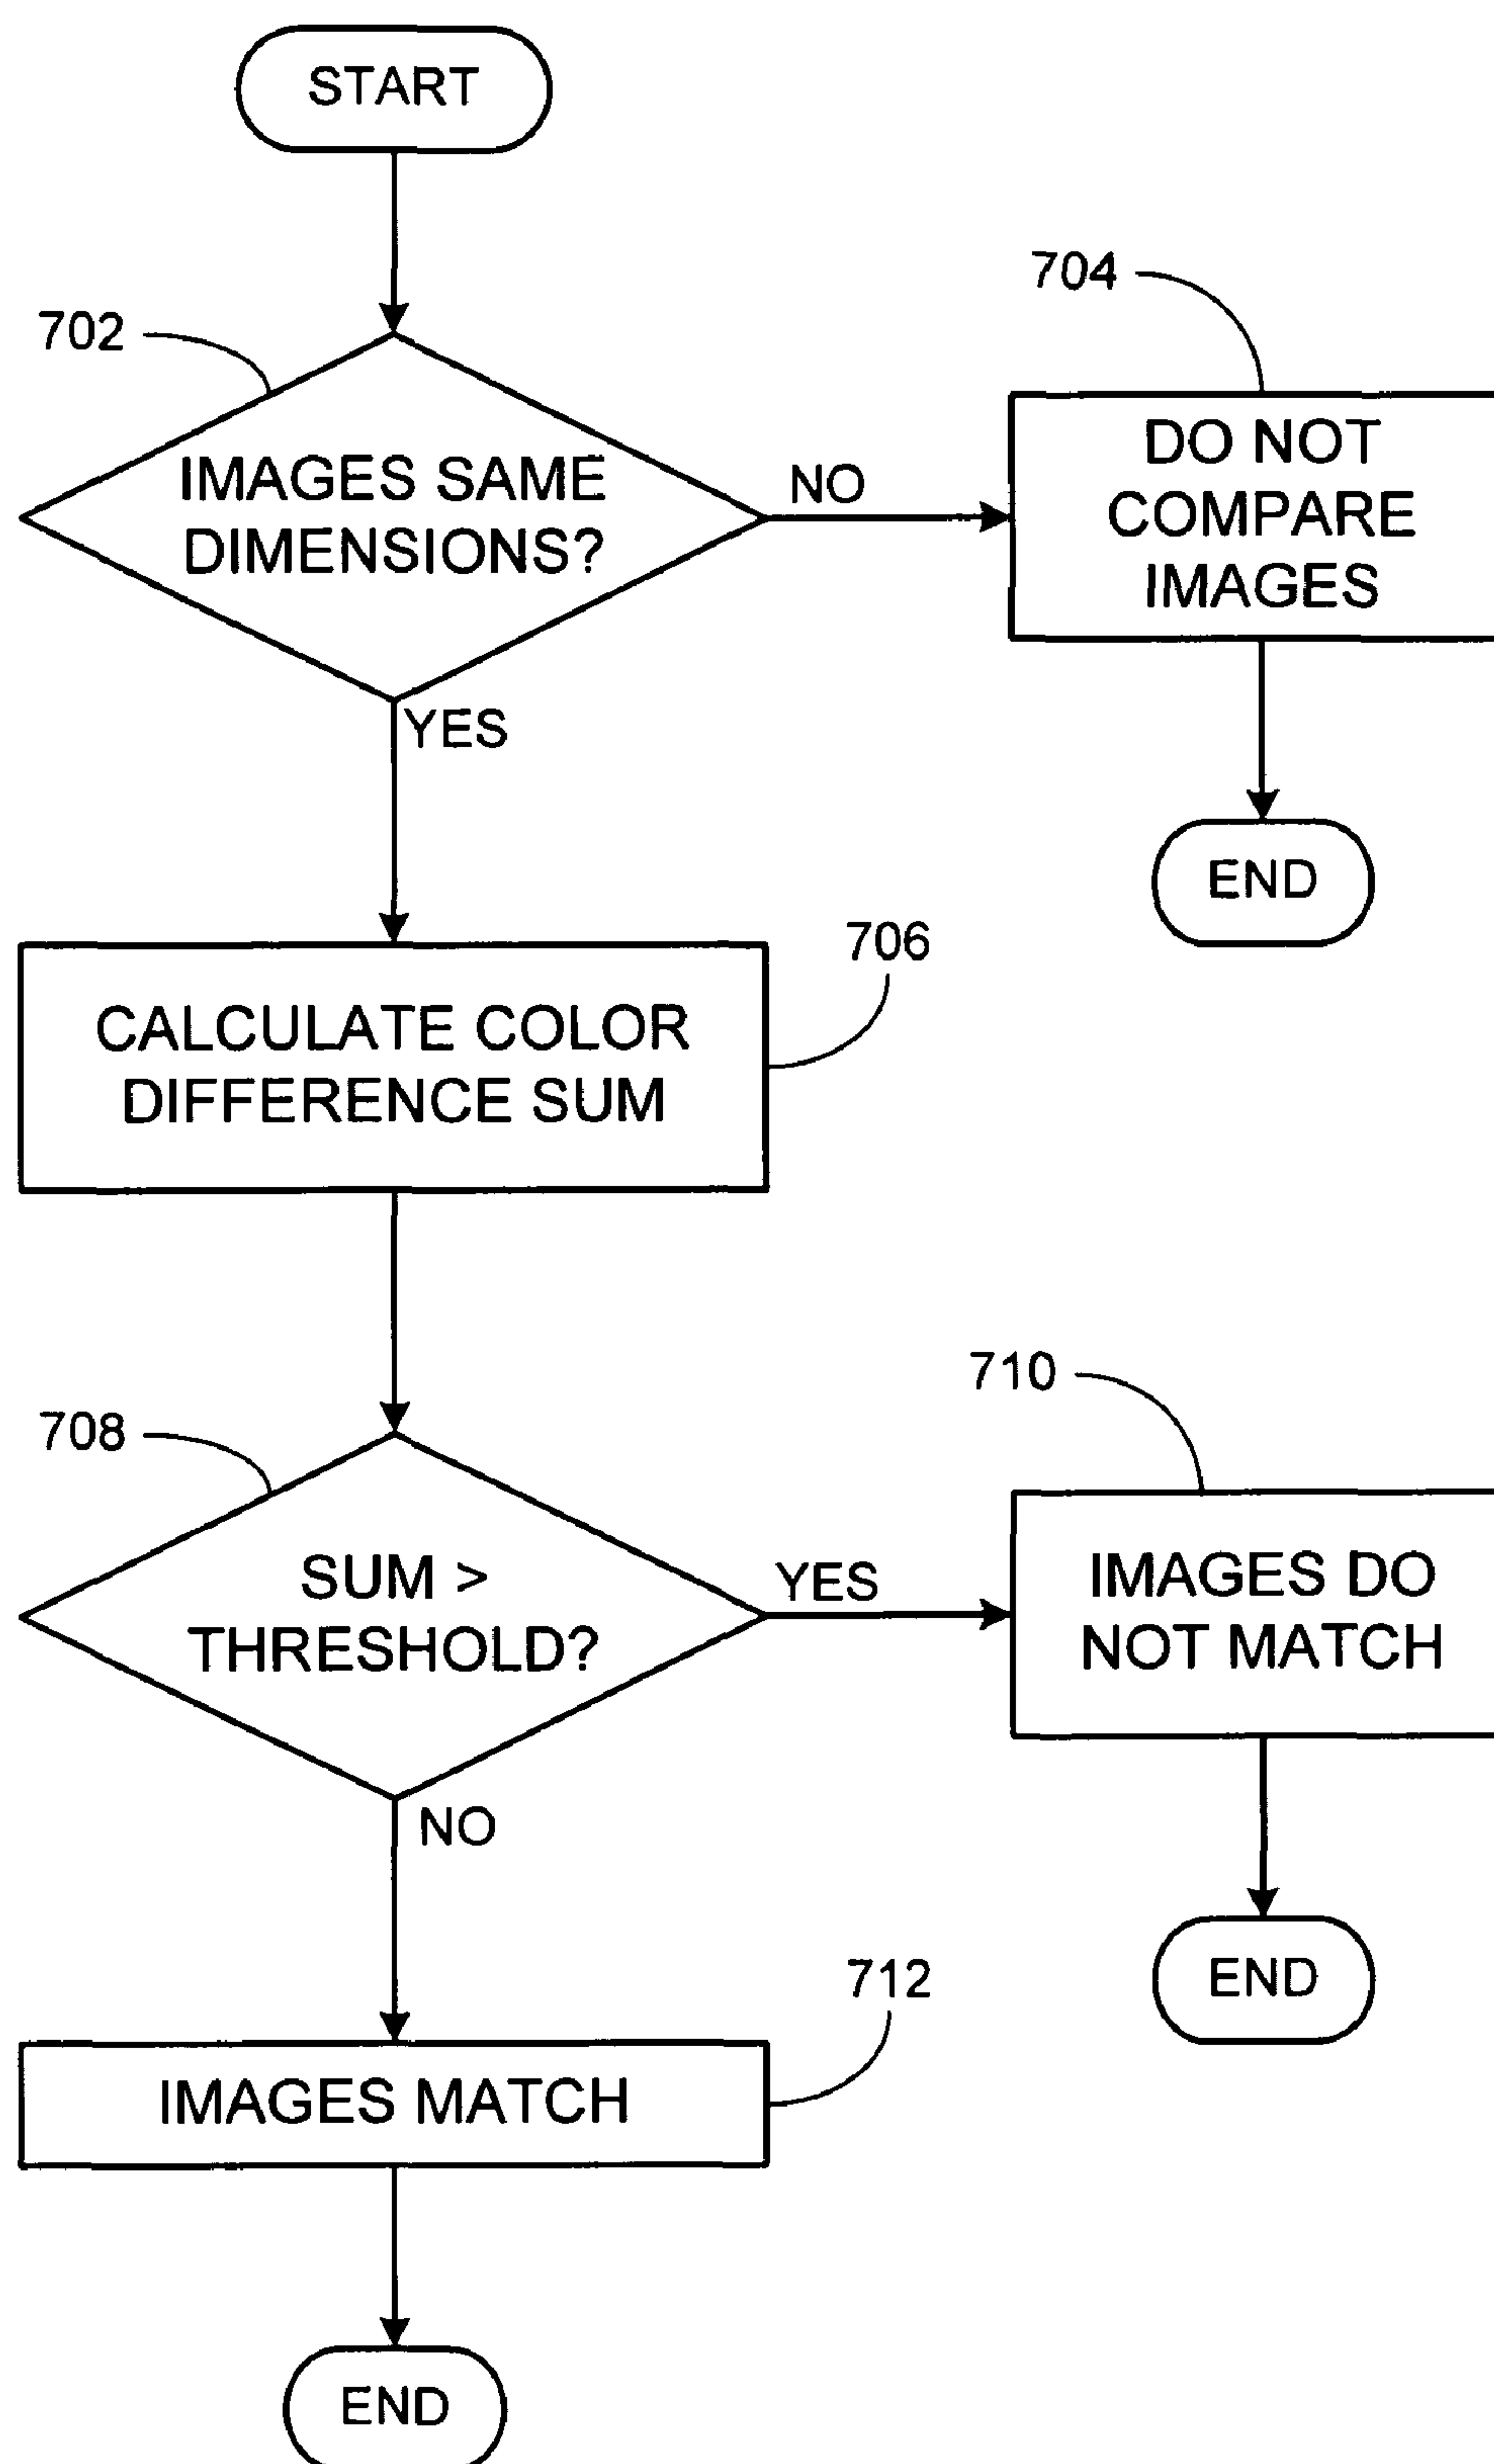 START
702
704
IMAGES SAME
DIMENSIONS?
NO
DO NOT
COMPARE
IMAGES
YES
END
706
CALCULATE COLOR
DIFFERENCE SUM
708
710
SUM >
THRESHOLD?
YES
IMAGES DO
NOT MATCH
NO
END
712
IMAGES MATCH
END